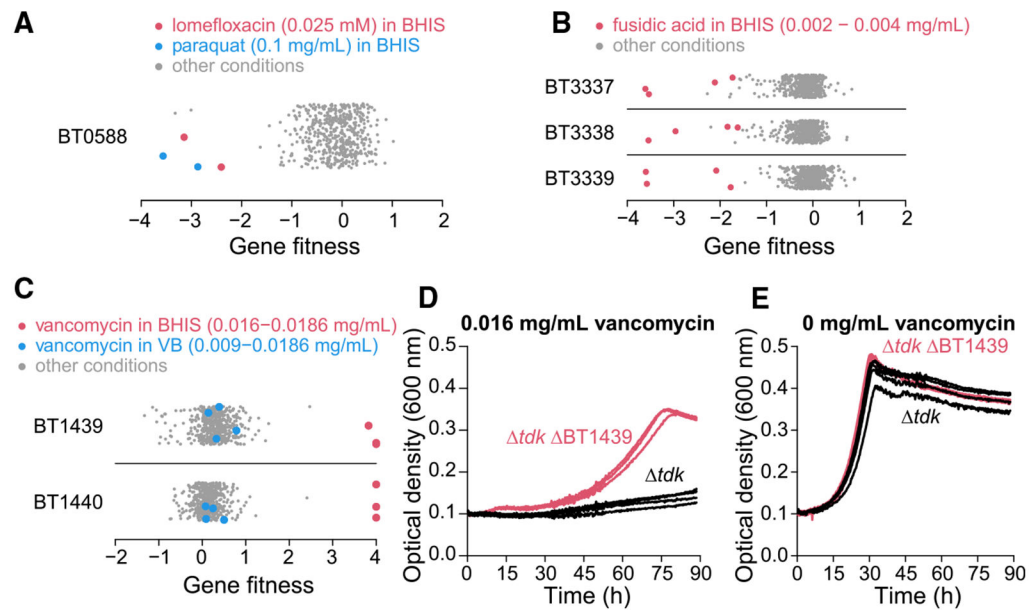 A
lomefloxacin (0.025 mM) in BHIS
paraquat (0.1 mg/mL) in BHIS
other conditions
BT0588
−4 −3 −2 −1 0 1 2
Gene fitness
B
fusidic acid in BHIS (0.002 − 0.004 mg/mL)
other conditions
BT3337
BT3338
BT3339
−4 −3 −2 −1 0 1 2
Gene fitness
C
vancomycin in BHIS (0.016−0.0186 mg/mL)
vancomycin in VB (0.009−0.0186 mg/mL)
other conditions
BT1439
BT1440
−2 −1 0 1 2 3 4
Gene fitness
D
0.016 mg/mL vancomycin
Optical density (600 nm)
0.5
0.4
0.3
0.2
0.1
0.0
Δtdk ΔBT1439
Δtdk
0 15 30 45 60 75 90
Time (h)
E
0 mg/mL vancomycin
Optical density (600 nm)
0.5
0.4
0.3
0.2
0.1
0.0
Δtdk ΔBT1439
Δtdk
0 15 30 45 60 75 90
Time (h)